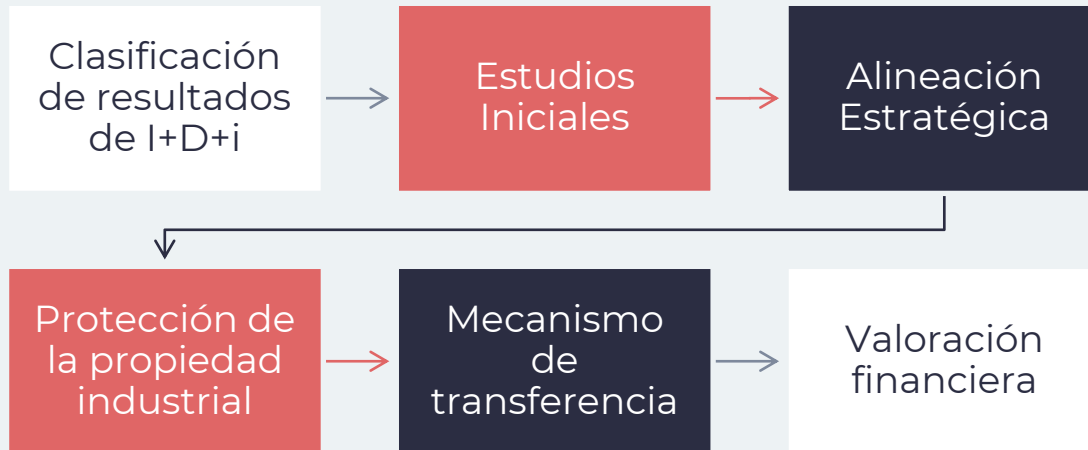 Clasificación
de resultados
de I+D+i
Estudios
Iniciales
Alineación
Estratégica
Protección de
la propiedad
industrial
Mecanismo
de
transferencia
Valoración
financiera